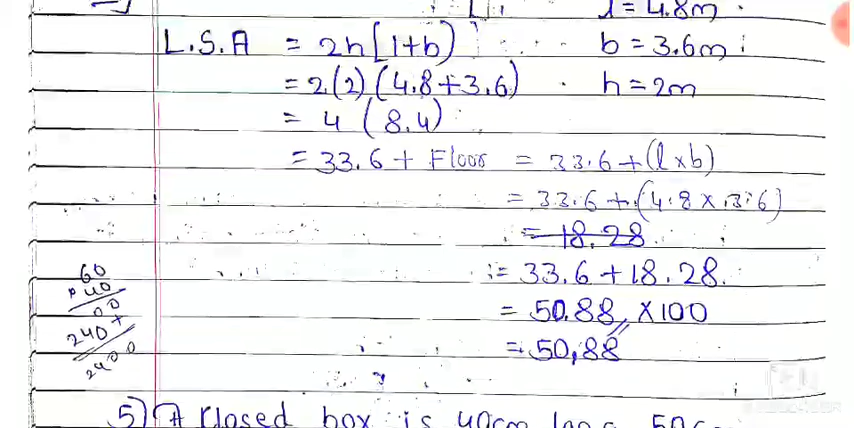 l = 4.8m
L.S.A = 2h[l+b) b = 3.6m
= 2(2)(4.8+3.6) h = 2m
= 4 (8.4)
= 33.6 + Floor = 33.6 + (l x b)
= 33.6 + (4.8 x 3.6)
= 18.28
= 33.6 + 18.28
= 50.88 x 100
= 50,88
60
x 40
00
240+
2400
5) A closed box is 40cm long 50cm